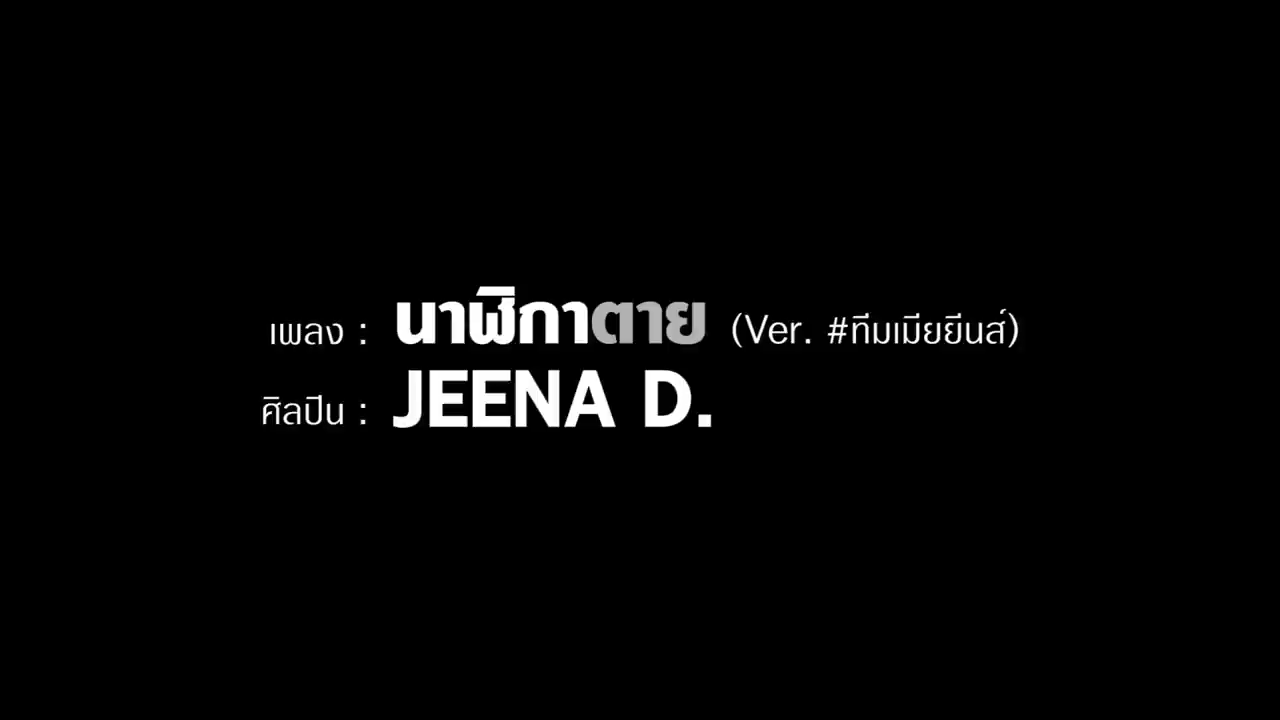 เพลง : นาฬิกาตาย (Ver. #ทีมเมียยีนส์)
ศิลปิน : JEENA D.